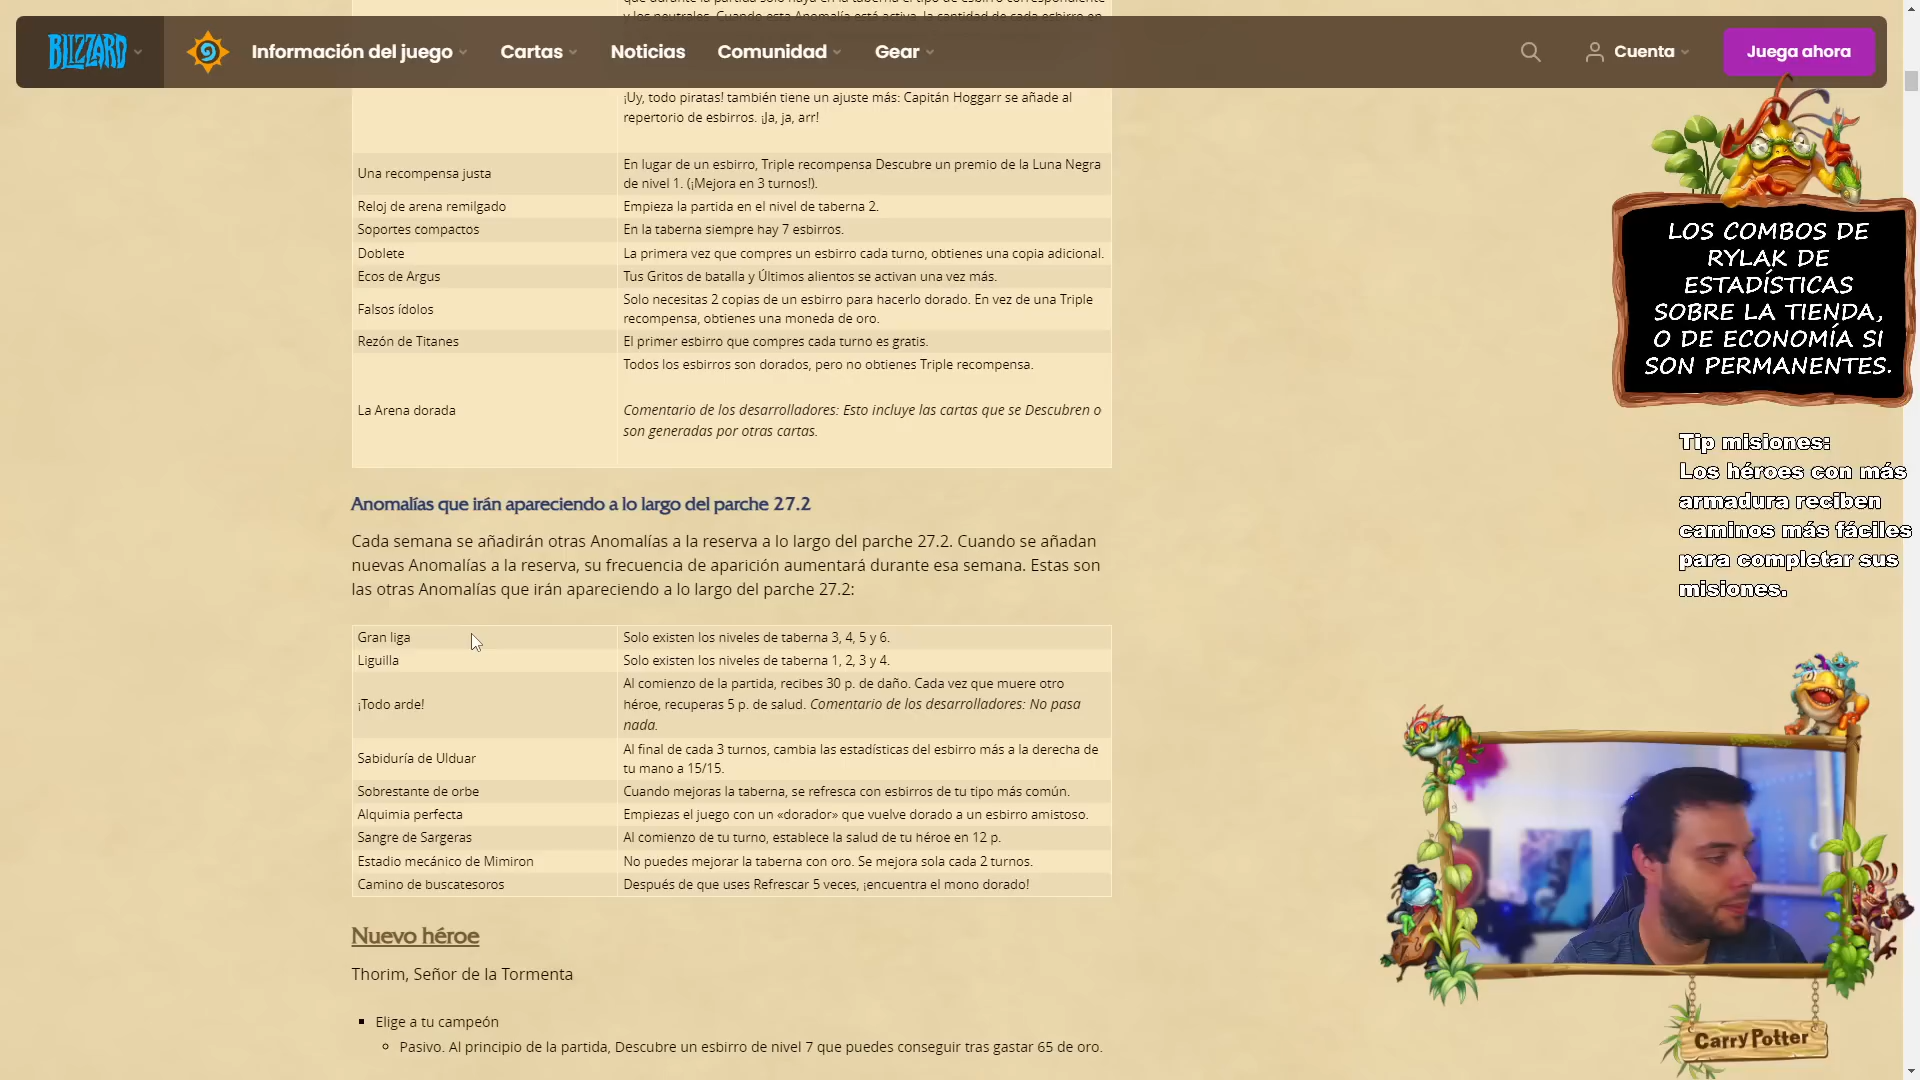 y los neutrales. Cuando esta Anomalía está activa, la cantidad de cada esbirro en
BLIZZARD
Información del juego
Cartas
Noticias
Comunidad
Gear
Cuenta
Juega ahora
¡Uy, todo piratas! también tiene un ajuste más: Capitán Hoggarr se añade al
repertorio de esbirros. ¡Ja, ja, arr!
Una recompensa justa
En lugar de un esbirro, Triple recompensa Descubre un premio de la Luna Negra
de nivel 1. (¡Mejora en 3 turnos!).
Reloj de arena remilgado
Empieza la partida en el nivel de taberna 2.
Soportes compactos
En la taberna siempre hay 7 esbirros.
Doblete
La primera vez que compres un esbirro cada turno, obtienes una copia adicional.
Ecos de Argus
Tus Gritos de batalla y Últimos alientos se activan una vez más.
Falsos ídolos
Solo necesitas 2 copias de un esbirro para hacerlo dorado. En vez de una Triple
recompensa, obtienes una moneda de oro.
Rezón de Titanes
El primer esbirro que compres cada turno es gratis.
La Arena dorada
Todos los esbirros son dorados, pero no obtienes Triple recompensa.
Comentario de los desarrolladores: Esto incluye las cartas que se Descubren o
son generadas por otras cartas.
Anomalías que irán apareciendo a lo largo del parche 27.2
Cada semana se añadirán otras Anomalías a la reserva a lo largo del parche 27.2. Cuando se añadan
nuevas Anomalías a la reserva, su frecuencia de aparición aumentará durante esa semana. Estas son
las otras Anomalías que irán apareciendo a lo largo del parche 27.2:
Gran liga
Solo existen los niveles de taberna 3, 4, 5 y 6.
Liguilla
Solo existen los niveles de taberna 1, 2, 3 y 4.
¡Todo arde!
Al comienzo de la partida, recibes 30 p. de daño. Cada vez que muere otro
héroe, recuperas 5 p. de salud. Comentario de los desarrolladores: No pasa
nada.
Sabiduría de Ulduar
Al final de cada 3 turnos, cambia las estadísticas del esbirro más a la derecha de
tu mano a 15/15.
Sobrestante de orbe
Cuando mejoras la taberna, se refresca con esbirros de tu tipo más común.
Alquimia perfecta
Empiezas el juego con un «dorador» que vuelve dorado a un esbirro amistoso.
Sangre de Sargeras
Al comienzo de tu turno, establece la salud de tu héroe en 12 p.
Estadio mecánico de Mimiron
No puedes mejorar la taberna con oro. Se mejora sola cada 2 turnos.
Camino de buscatesoros
Después de que uses Refrescar 5 veces, ¡encuentra el mono dorado!
Nuevo héroe
Thorim, Señor de la Tormenta
Elige a tu campeón
Pasivo. Al principio de la partida, Descubre un esbirro de nivel 7 que puedes conseguir tras gastar 65 de oro.
LOS COMBOS DE
RYLAK DE
ESTADÍSTICAS
SOBRE LA TIENDA,
O DE ECONOMÍA SI
SON PERMANENTES.
Tip misiones:
Los héroes con más
armadura reciben
caminos más fáciles
para completar sus
misiones.
CarryPotter